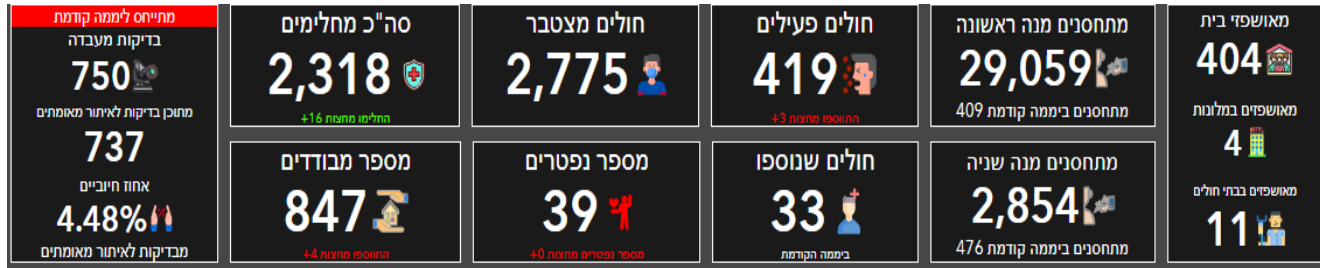 מאושפזי בית
404
מאושפזים במלונות
4
מאושפזים בבתי חולים
11
מתחסנים מנה ראשונה
29,059
מתחסנים ביממה קודמת 409
חולים פעילים
419
התווספו מחצות 3+
חולים מצטבר
2,775
סה"כ מחלימים
2,318
החלימו מחצות 16+
מתחסנים מנה שניה
2,854
מתחסנים ביממה קודמת 476
חולים שנוספו
33
ביממה הקודמת
מספר נפטרים
39
מספר נפטרים מחצות 0+
מספר מבודדים
847
התווספו מחצות 4+
מתייחס ליממה קודמת
בדיקות מעבדה
750
מתוכן בדיקות לאיתור מאומתים
737
אחוז חיוביים
4.48%
מבדיקות לאיתור מאומתים